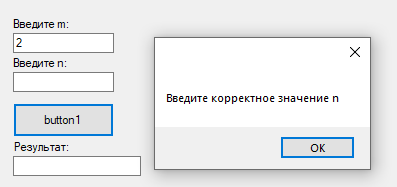 Введите m:
2
Введите n:
button1
Результат:
Введите корректное значение n
OK